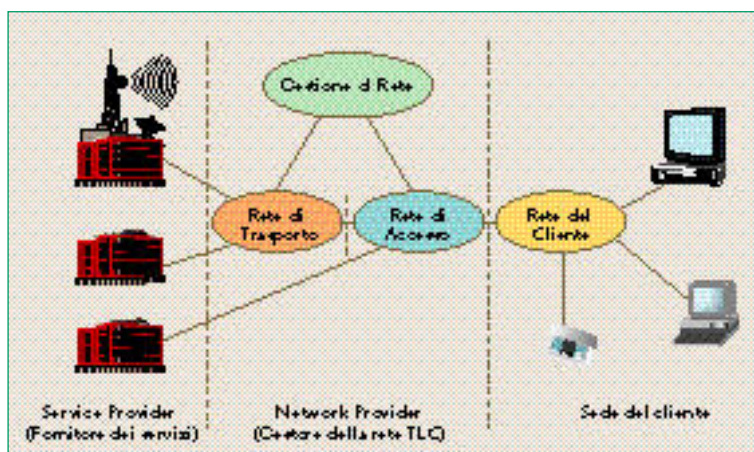 Gestione di Rete
Rete di
Trasporto
Rete di
Accesso
Rete del
Cliente
Service Provider
(Fornitore dei servizi)
Network Provider
(Gestore della rete TLC)
Sede del cliente